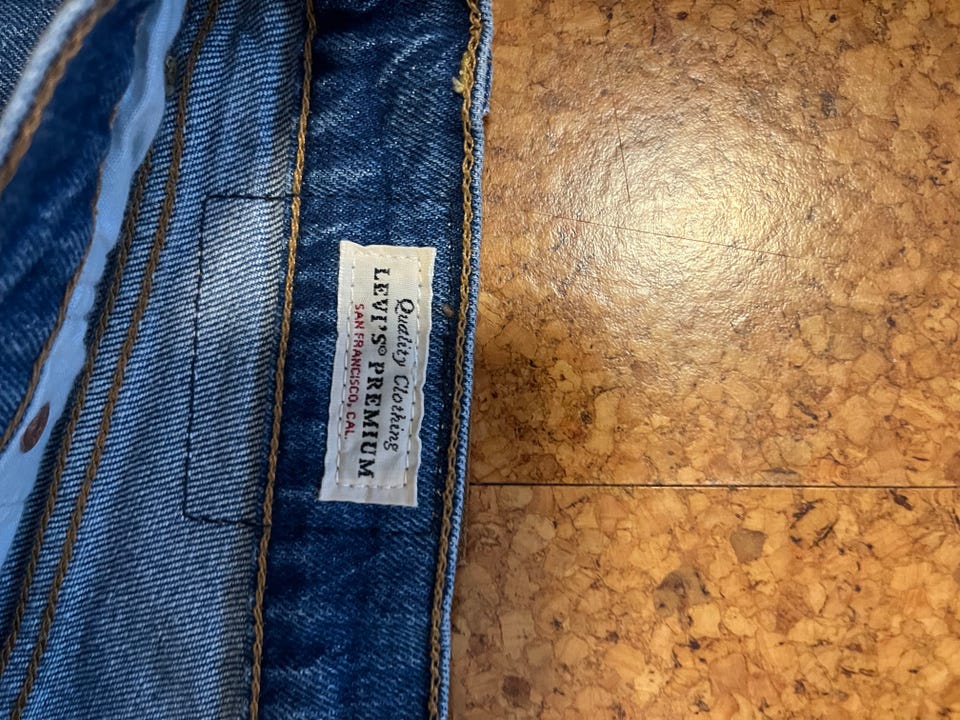 Quality Clothing
LEVI'S® PREMIUM
SAN FRANCISCO, CAL.